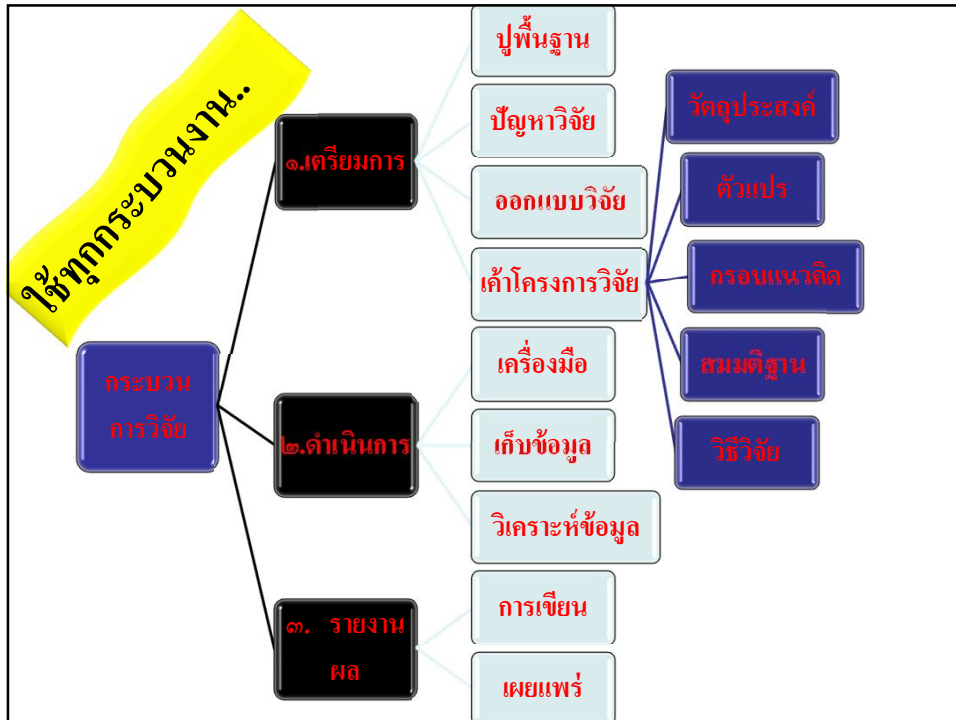 ใช้ทุกกระบวนงาน..
กระบวน
การวิจัย
๑.เตรียมการ
ปูพื้นฐาน
ปัญหาวิจัย
ออกแบบวิจัย
เค้าโครงการวิจัย
วัตถุประสงค์
ตัวแปร
กรอบแนวคิด
สมมติฐาน
วิธีวิจัย
๒.ดำเนินการ
เครื่องมือ
เก็บข้อมูล
วิเคราะห์ข้อมูล
๓. รายงาน
ผล
การเขียน
เผยแพร่